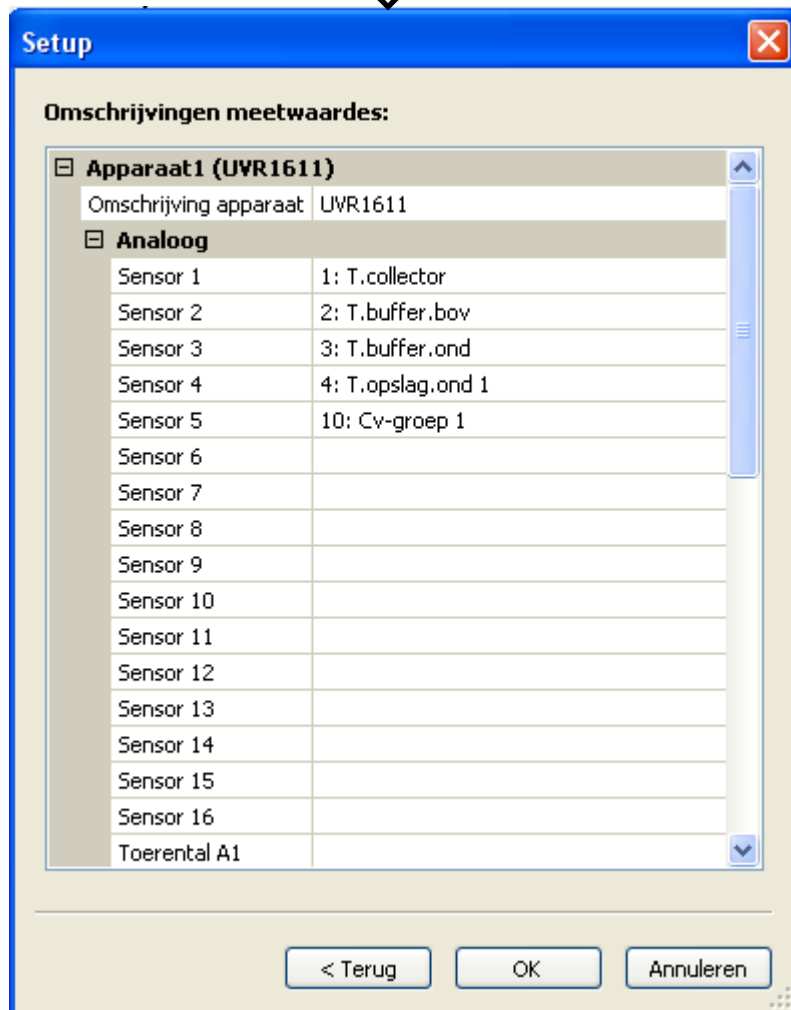 Setup
Omschrijvingen meetwaardes:
Apparaat1 (UVR1611)
Omschrijving apparaat UVR1611
Analoog
Sensor 1 1: T.collector
Sensor 2 2: T.buffer.bov
Sensor 3 3: T.buffer.ond
Sensor 4 4: T.opslag.ond 1
Sensor 5 10: Cv-groep 1
Sensor 6
Sensor 7
Sensor 8
Sensor 9
Sensor 10
Sensor 11
Sensor 12
Sensor 13
Sensor 14
Sensor 15
Sensor 16
Toerental A1
< Terug OK Annuleren